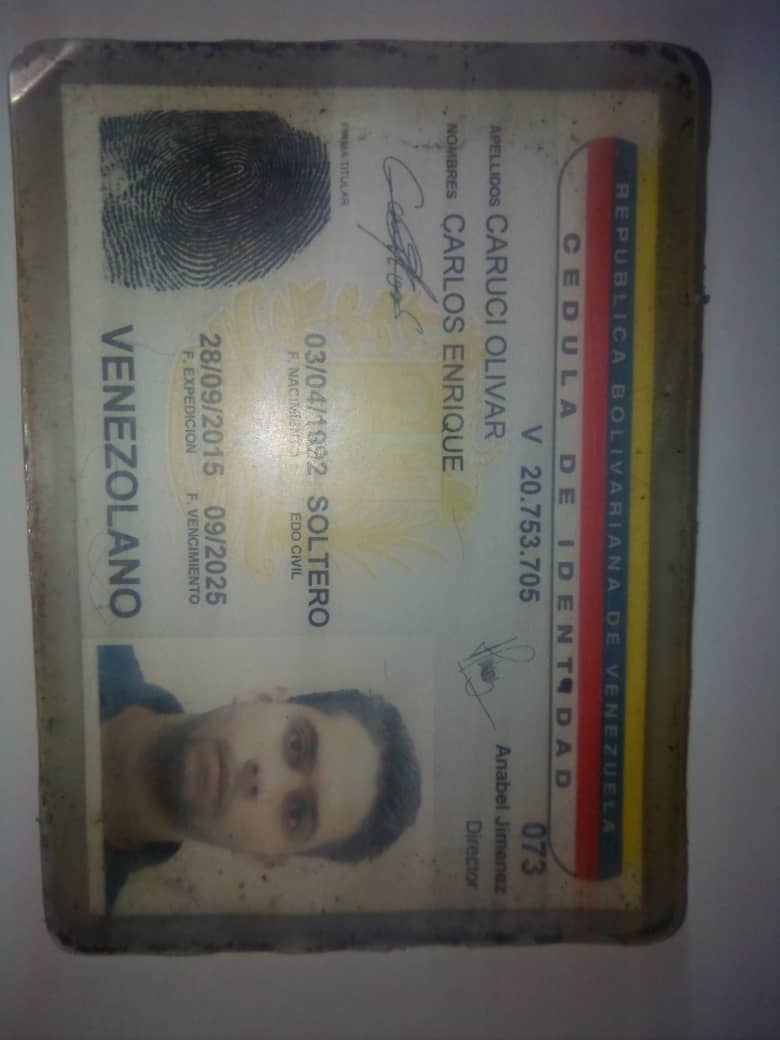 REPUBLICA BOLIVARIANA DE VENEZUELA
CEDULA DE IDENTIDAD
V 20.753.705
073
APELLIDOS CARUCI OLIVAR
Anabel Jimenez
Director
NOMBRES CARLOS ENRIQUE
FIRMA TITULAR
03/04/1992 SOLTERO
F. NACIMIENTO EDO CIVIL
28/09/2015 09/2025
F. EXPEDICION F. VENCIMIENTO
VENEZOLANO